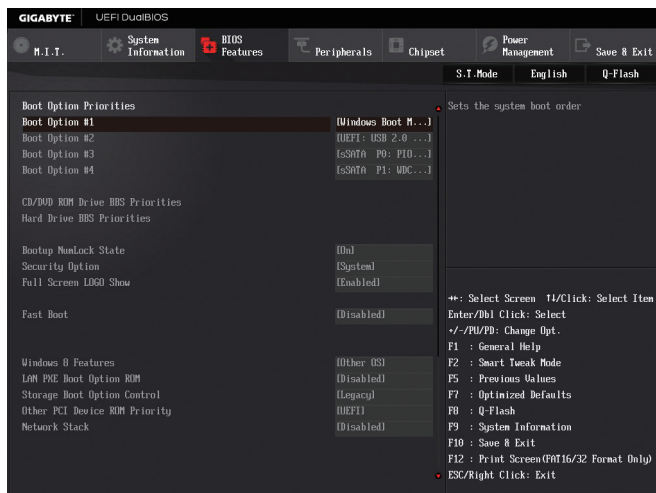 GIGABYTE™ UEFI DualBIOS
M.I.T.
System Information
BIOS Features
Peripherals
Chipset
Power Management
Save & Exit
S.T.Mode English Q-Flash
Boot Option Priorities
Boot Option #1 [Windows Boot M...]
Boot Option #2 [UEFI: USB 2.0 ...]
Boot Option #3 [sSATA P0: PIO...]
Boot Option #4 [sSATA P1: WDC...]
CD/DVD ROM Drive BBS Priorities
Hard Drive BBS Priorities
Bootup NumLock State [On]
Security Option [System]
Full Screen LOGO Show [Enabled]
Fast Boot [Disabled]
Windows 8 Features [Other OS]
LAN PXE Boot Option ROM [Disabled]
Storage Boot Option Control [Legacy]
Other PCI Device ROM Priority [UEFI]
Network Stack [Disabled]
Sets the system boot order
→←: Select Screen ↑↓/Click: Select Item
Enter/Dbl Click: Select
+/-/PU/PD: Change Opt.
F1 : General Help
F2 : Smart Tweak Mode
F5 : Previous Values
F7 : Optimized Defaults
F8 : Q-Flash
F9 : System Information
F10 : Save & Exit
F12 : Print Screen(FAT16/32 Format Only)
ESC/Right Click: Exit